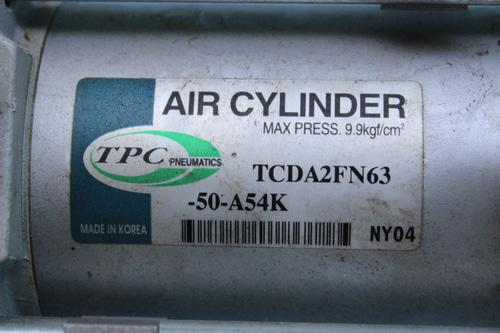 AIR CYLINDER
MAX PRESS. 9.9kgf/cm²
TPC PNEUMATICS
TCDA2FN63
-50-A54K
MADE IN KOREA
NY04